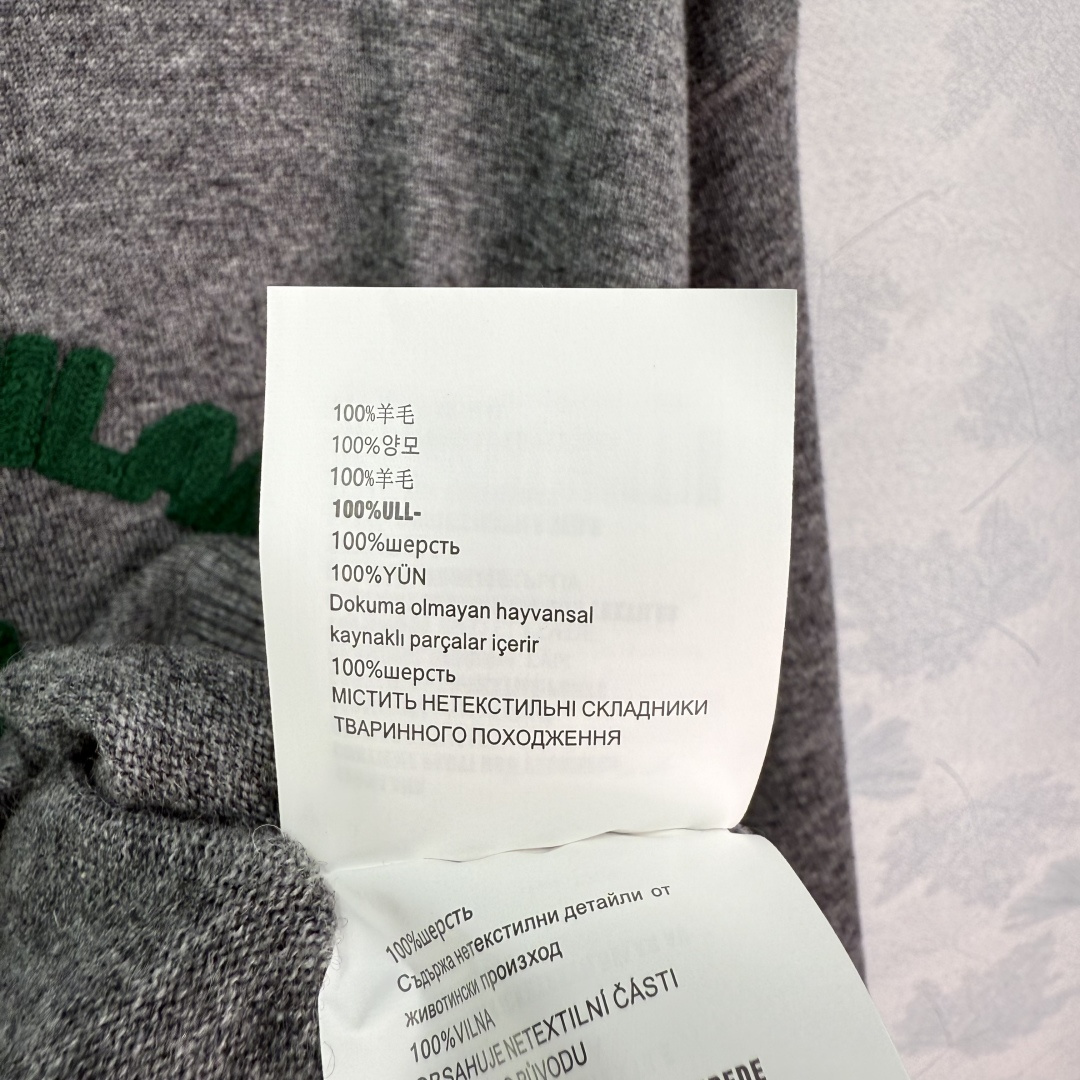 100%羊毛
100%양모
100%羊毛
100%ULL-
100%шерсть
100%YÜN
Dokuma olmayan hayvansal
kaynaklı parçalar içerir
100%шерсть
МІСТИТЬ НЕТЕКСТИЛЬНІ СКЛАДНИКИ
ТВАРИННОГО ПОХОДЖЕННЯ
100%шерсть
Съдържа нетекстилни детайли от
животински произход
100%VILNA
OBSAHUJE NETEXTILNÍ ČÁSTI
PŮVODU